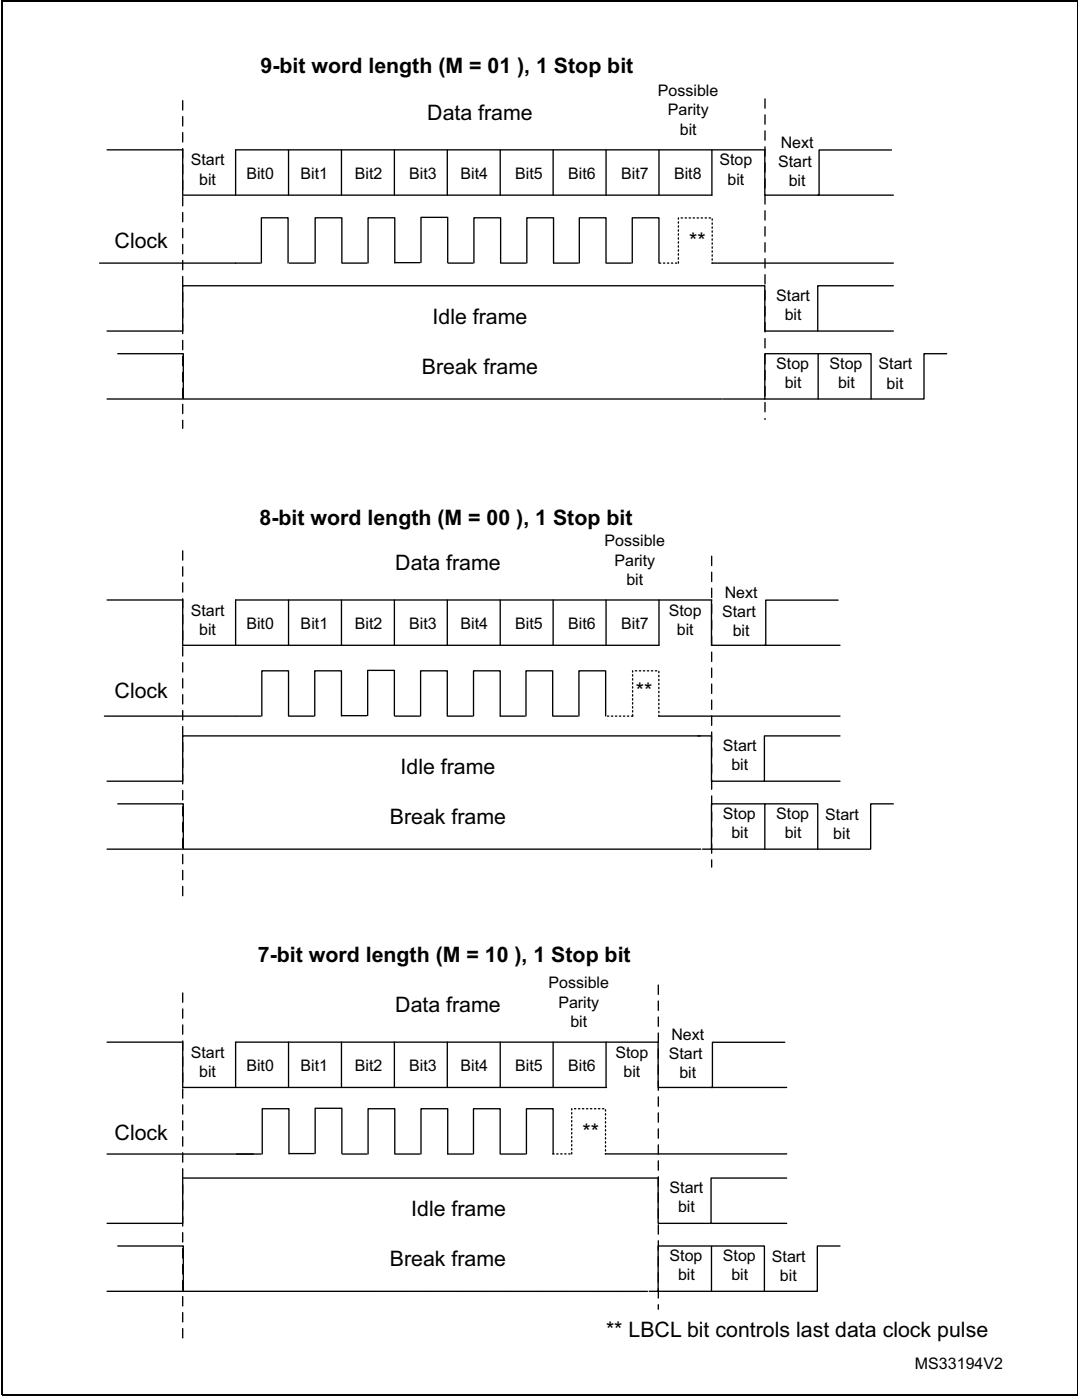 9-bit word length (M = 01 ), 1 Stop bit
Data frame
Possible
Parity
bit
Start
bit
Bit0 Bit1 Bit2 Bit3 Bit4 Bit5 Bit6 Bit7 Bit8
Stop
bit
Next
Start
bit
Clock
**
Idle frame
Start
bit
Break frame
Stop
bit
Stop
bit
Start
bit
8-bit word length (M = 00 ), 1 Stop bit
Data frame
Possible
Parity
bit
Start
bit
Bit0 Bit1 Bit2 Bit3 Bit4 Bit5 Bit6 Bit7
Stop
bit
Next
Start
bit
Clock
**
Idle frame
Start
bit
Break frame
Stop
bit
Stop
bit
Start
bit
7-bit word length (M = 10 ), 1 Stop bit
Data frame
Possible
Parity
bit
Start
bit
Bit0 Bit1 Bit2 Bit3 Bit4 Bit5 Bit6
Stop
bit
Next
Start
bit
Clock
**
Idle frame
Start
bit
Break frame
Stop
bit
Stop
bit
Start
bit
** LBCL bit controls last data clock pulse
MS33194V2